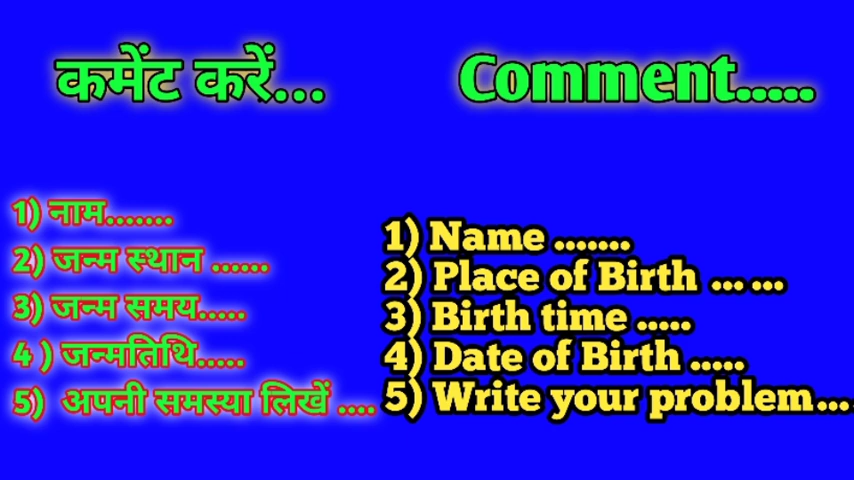 कमेंट करें...
Comment.....
1) नाम.......
2) जन्म स्थान ......
3) जन्म समय.....
4 ) जन्मतिथि.....
5) अपनी समस्या लिखें ....
1) Name .......
2) Place of Birth ... ...
3) Birth time .....
4) Date of Birth .....
5) Write your problem...